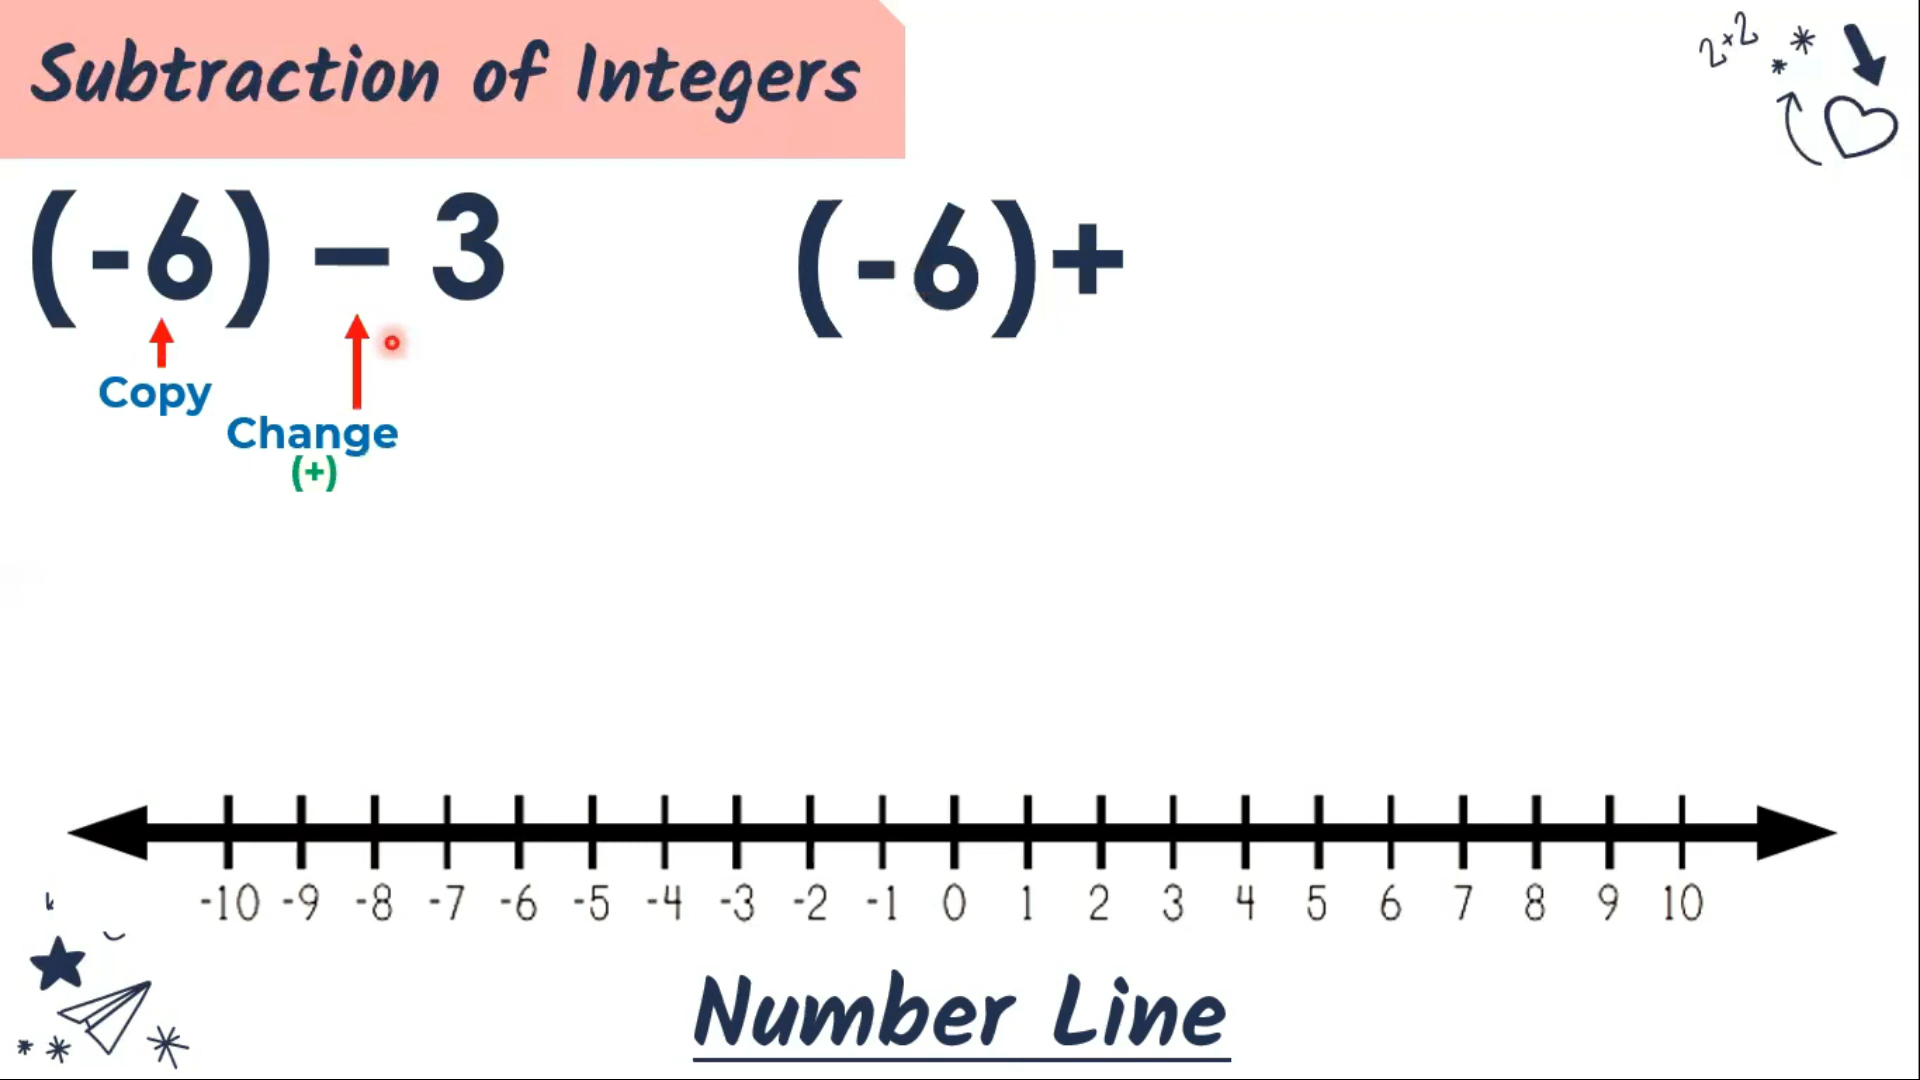 Subtraction of Integers
2×2
(-6) – 3
(-6)+
Copy
Change
(+)
-10 -9 -8 -7 -6 -5 -4 -3 -2 -1 0 1 2 3 4 5 6 7 8 9 10
Number Line